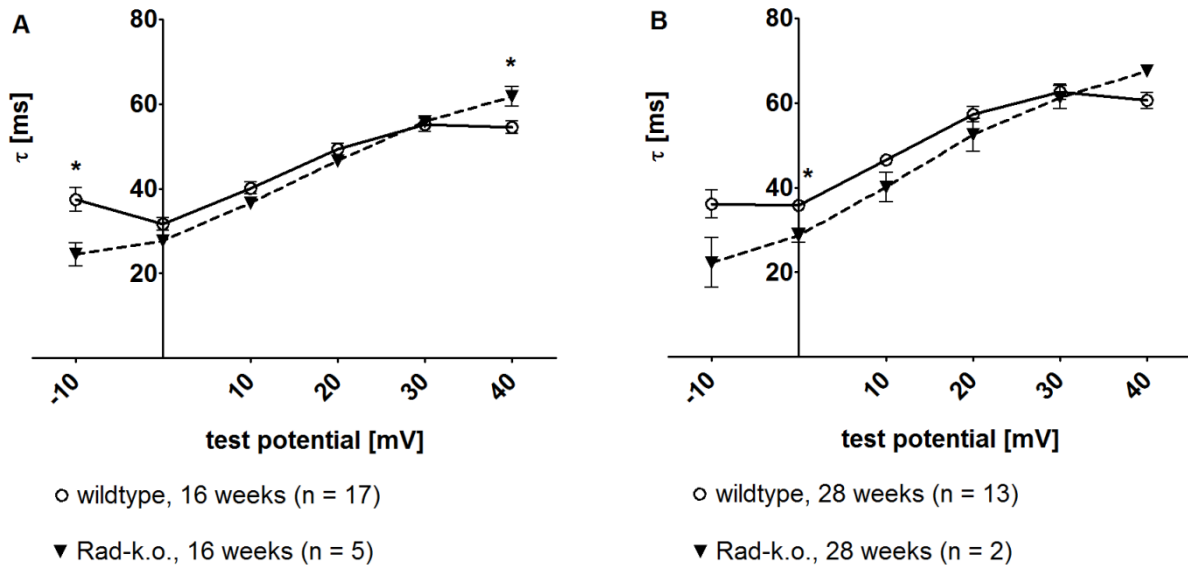 A
80
60
40
20
τ [ms]
*
*
-10
10
20
30
40
test potential [mV]
wildtype, 16 weeks (n = 17)
Rad-k.o., 16 weeks (n = 5)
B
80
60
40
20
τ [ms]
*
-10
10
20
30
40
test potential [mV]
wildtype, 28 weeks (n = 13)
Rad-k.o., 28 weeks (n = 2)